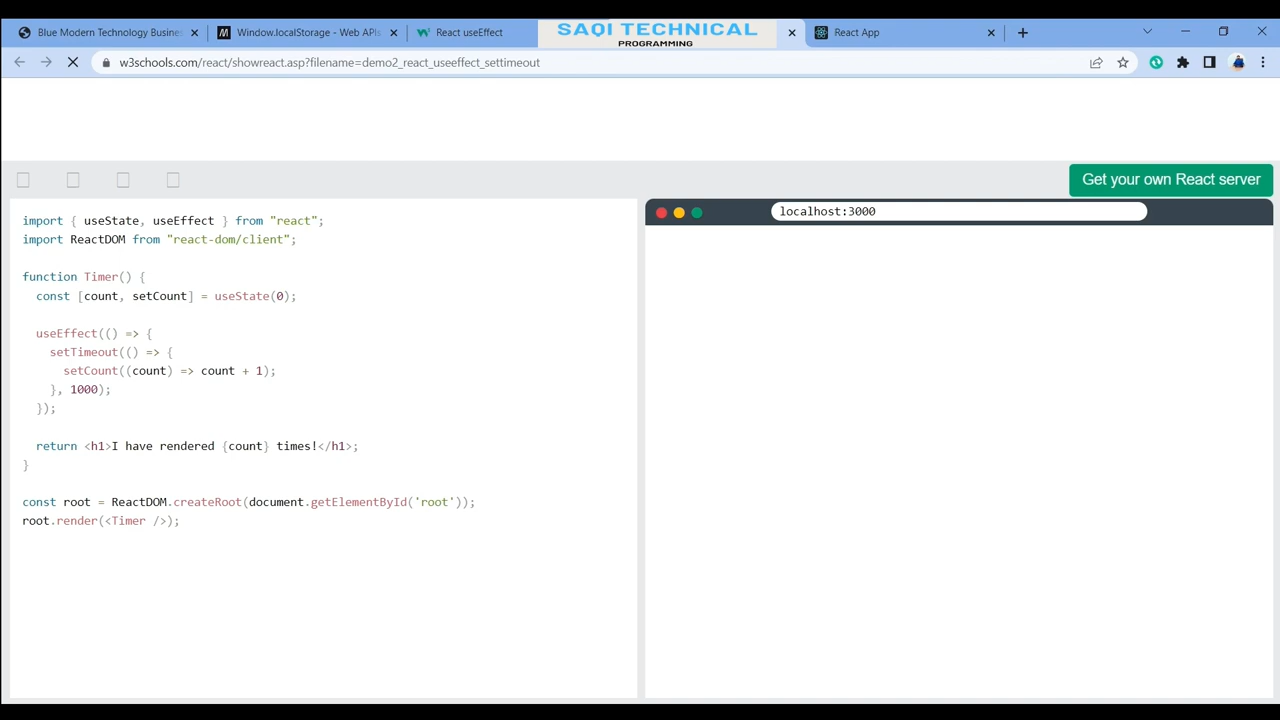 Blue Modern Technology Busines
Window.localStorage - Web APIs
React useEffect
SAQI TECHNICAL
PROGRAMMING
React App
w3schools.com/react/showreact.asp?filename=demo2_react_useeffect_settimeout
Get your own React server
import { useState, useEffect } from "react";
import ReactDOM from "react-dom/client";
function Timer() {
const [count, setCount] = useState(0);
useEffect(() => {
setTimeout(() => {
setCount((count) => count + 1);
}, 1000);
});
return <h1>I have rendered {count} times!</h1>;
}
const root = ReactDOM.createRoot(document.getElementById('root'));
root.render(<Timer />);
localhost:3000